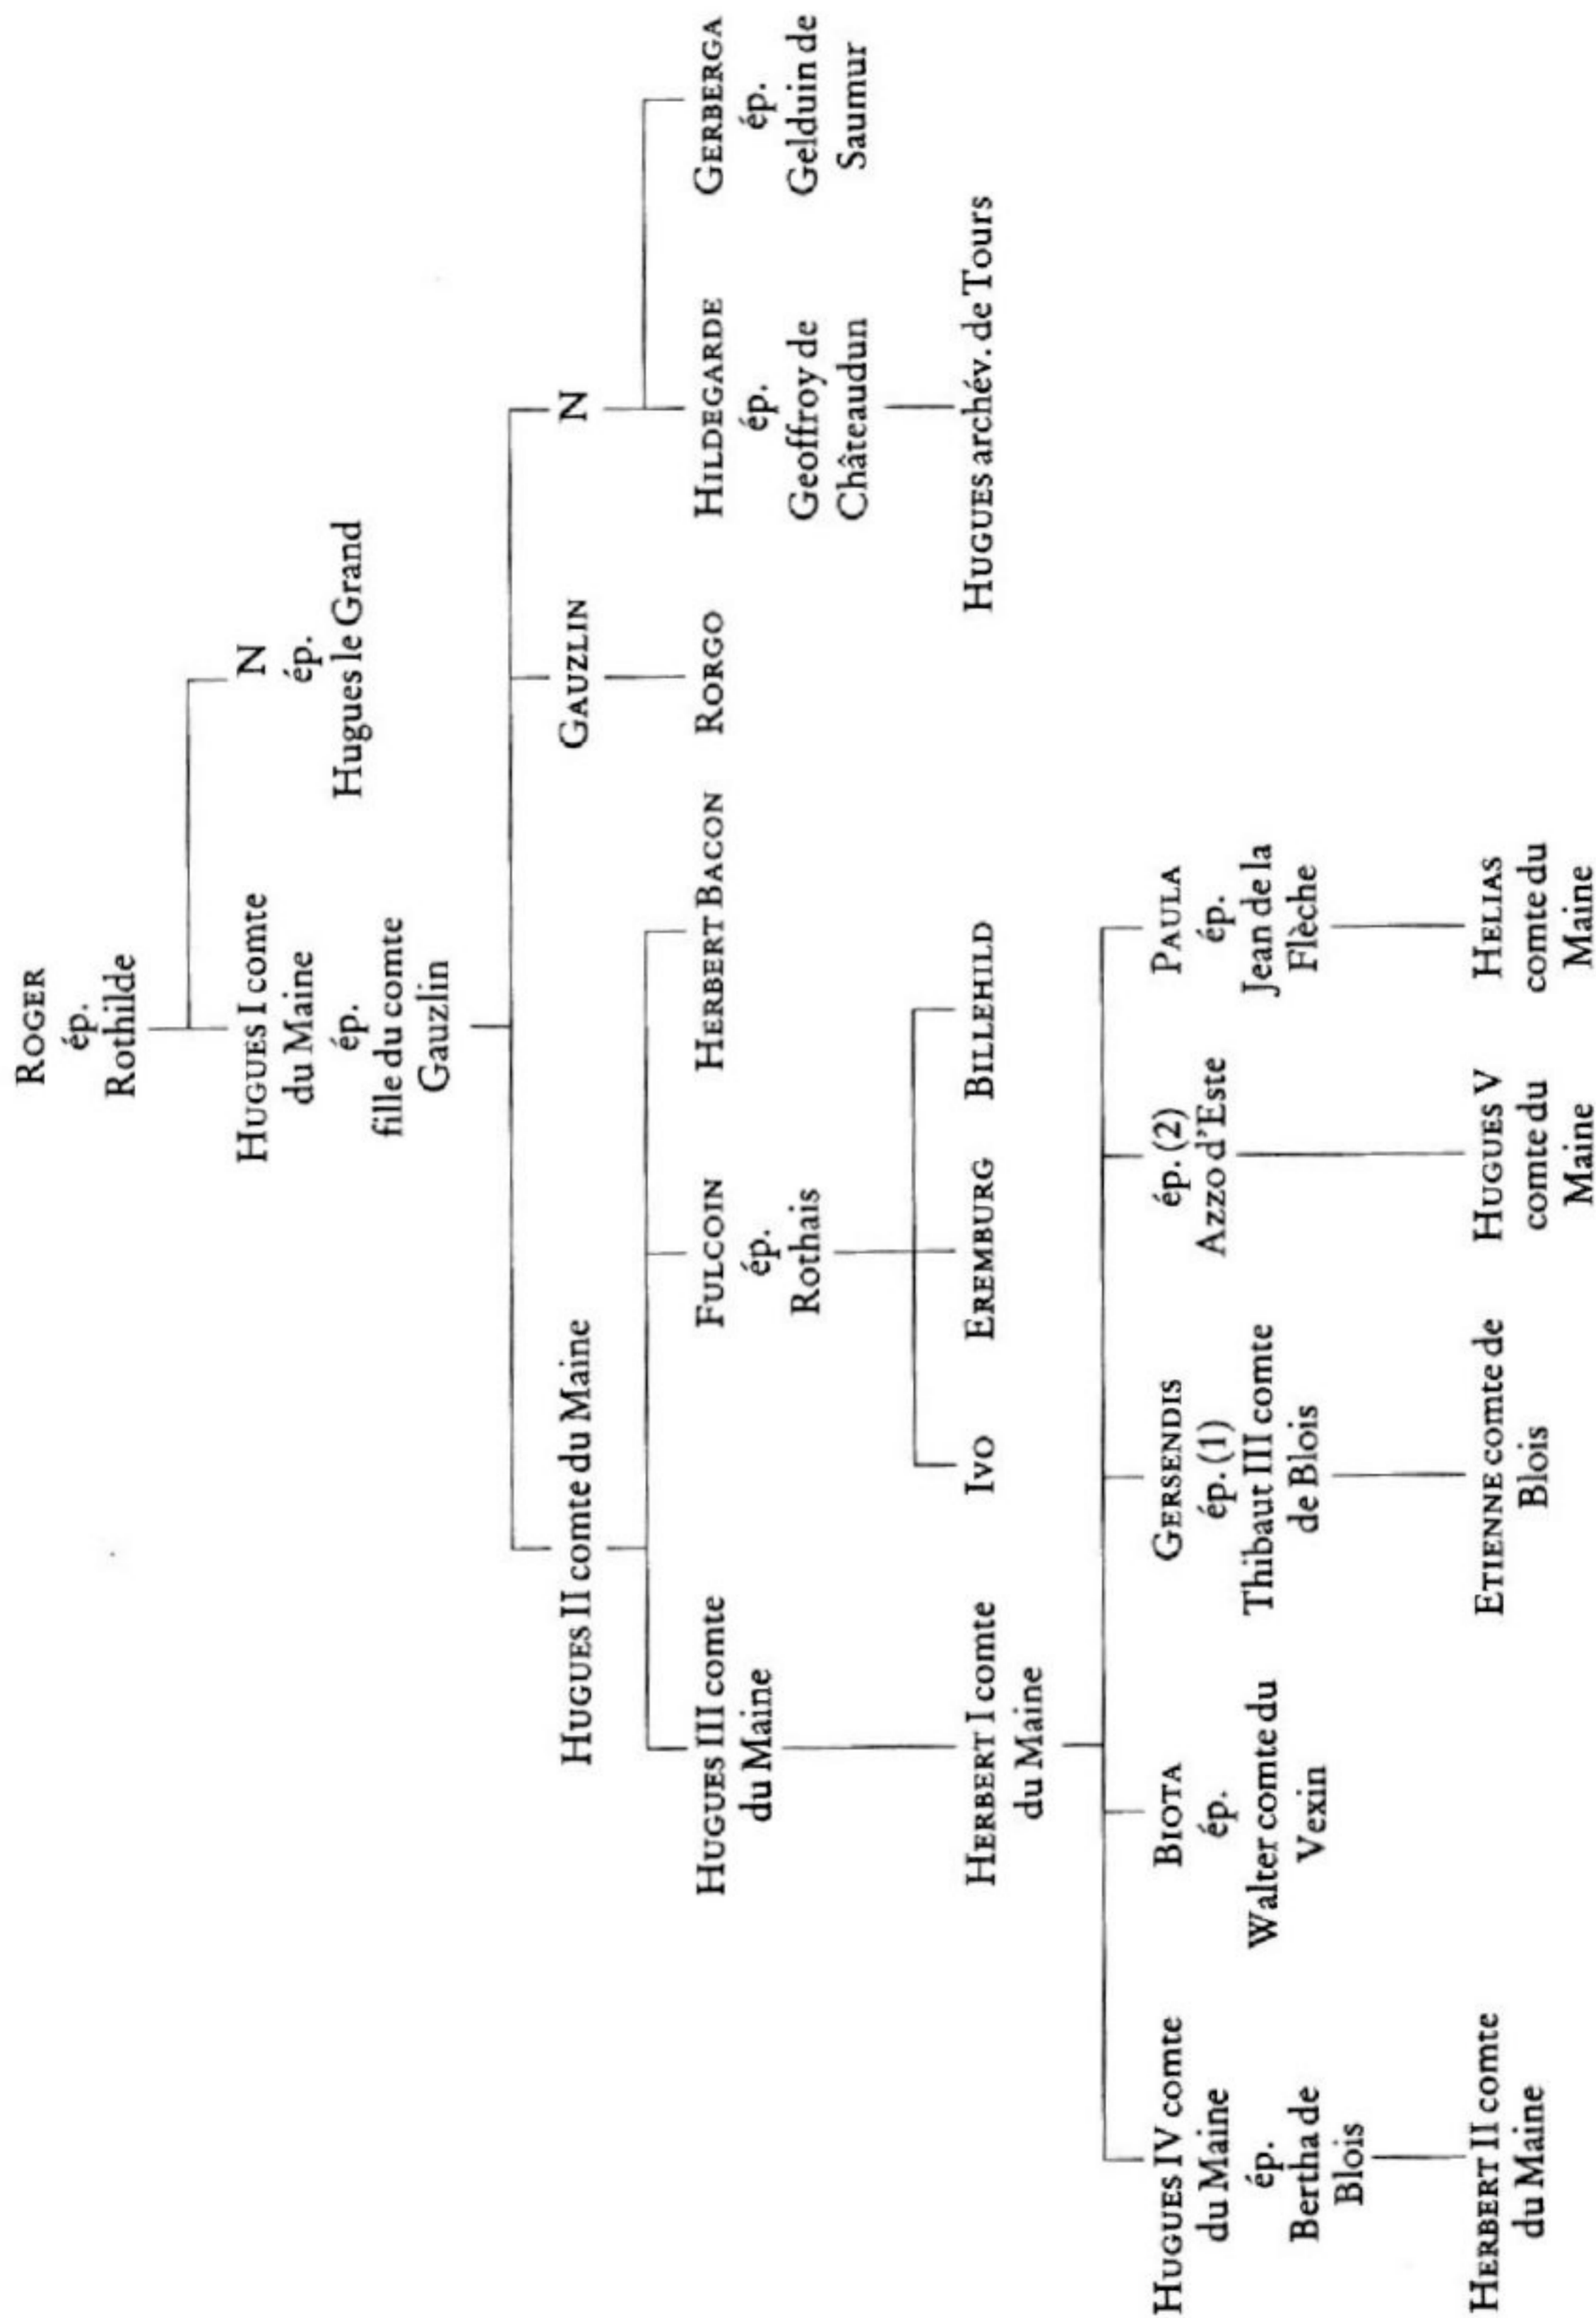 ROGER
ép.
Rothilde
HUGUES I comte
du Maine
ép.
fille du comte
Gauzlin
N
ép.
Hugues le Grand
HUGUES II comte du Maine
GAUZLIN
N
HUGUES III comte
du Maine
FULCOIN
ép.
Rothais
HERBERT BACON
RORGO
HILDEGARDE
ép.
Geoffroy de
Châteaudun
GERBERGA
ép.
Gelduin de
Saumur
HERBERT I comte
du Maine
IVO
EREMBURG
BILLEHILD
HUGUES archév. de Tours
HUGUES IV comte
du Maine
ép.
Bertha de
Blois
BIOTA
ép.
Walter comte du
Vexin
GERSENDIS
ép. (1)
Thibaut III comte
de Blois
ép. (2)
Azzo d'Este
PAULA
ép.
Jean de la
Flèche
HERBERT II comte
du Maine
ETIENNE comte de
Blois
HUGUES V
comte du
Maine
HELIAS
comte du
Maine